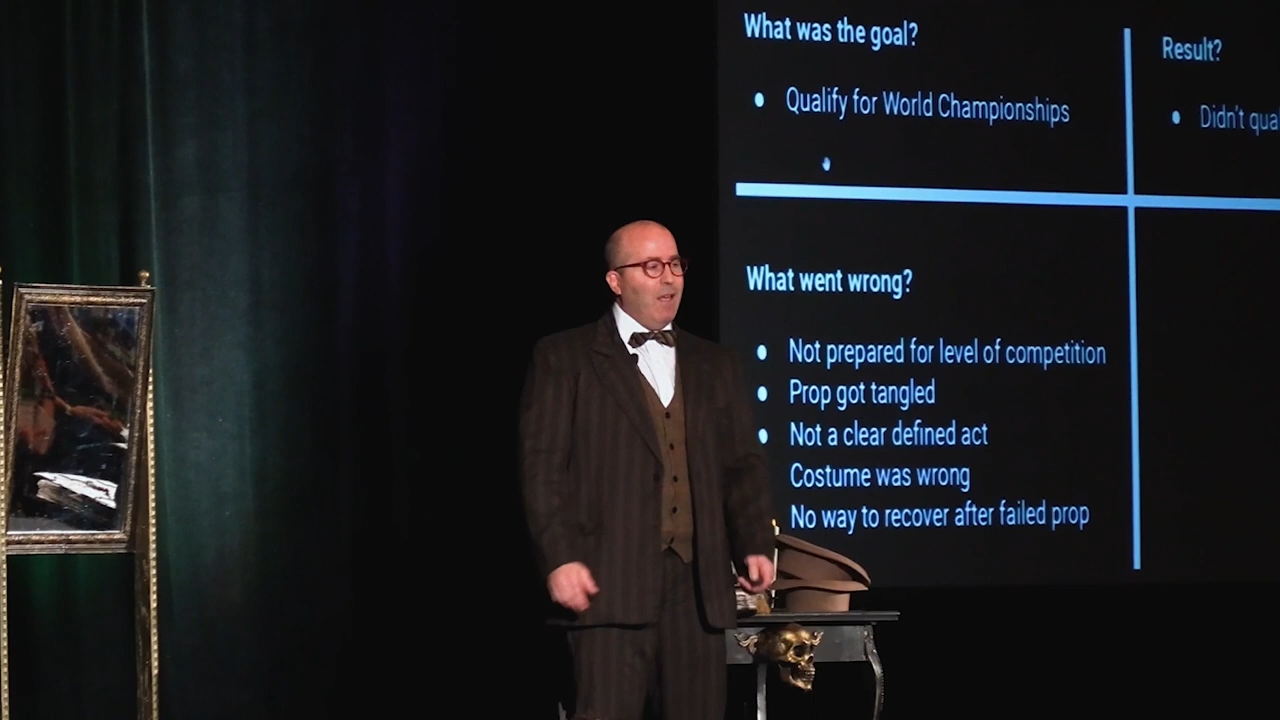 What was the goal?
Qualify for World Championships
Result?
Didn't
What went wrong?
Not prepared for level of competition
Prop got tangled
Not a clear defined act
Costume was wrong
No way to recover after failed prop